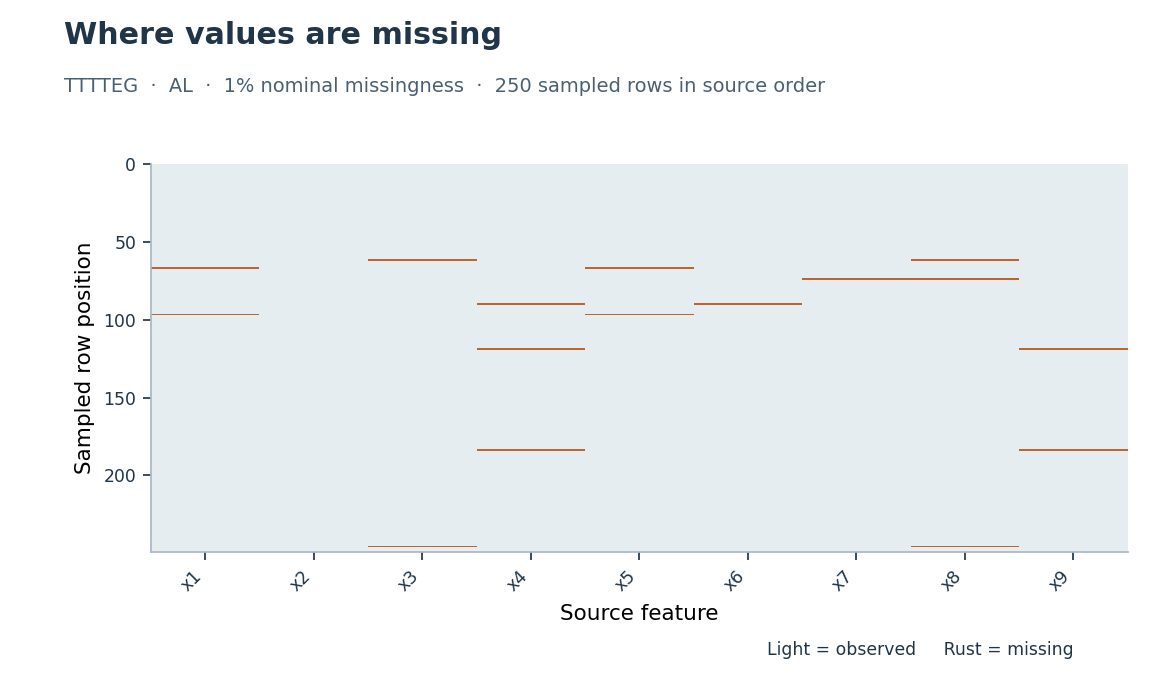 Where values are missing
TTTTEG · AL · 1% nominal missingness · 250 sampled rows in source order
0
50
100
150
200
Sampled row position
x1 x2 x3 x4 x5 x6 x7 x8 x9
Source feature
Light = observed Rust = missing